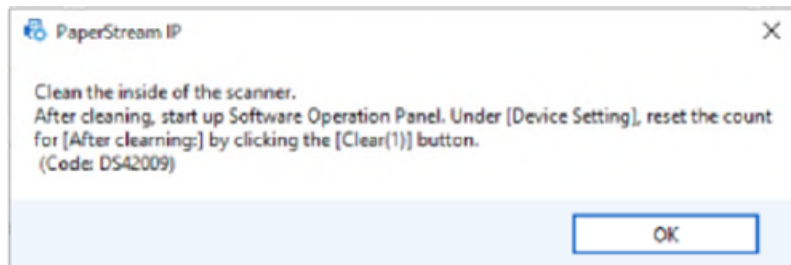 PaperStream IP
Clean the inside of the scanner.
After cleaning, start up Software Operation Panel. Under [Device Setting], reset the count
for [After clearning:] by clicking the [Clear(1)] button.
(Code: DS42009)
OK